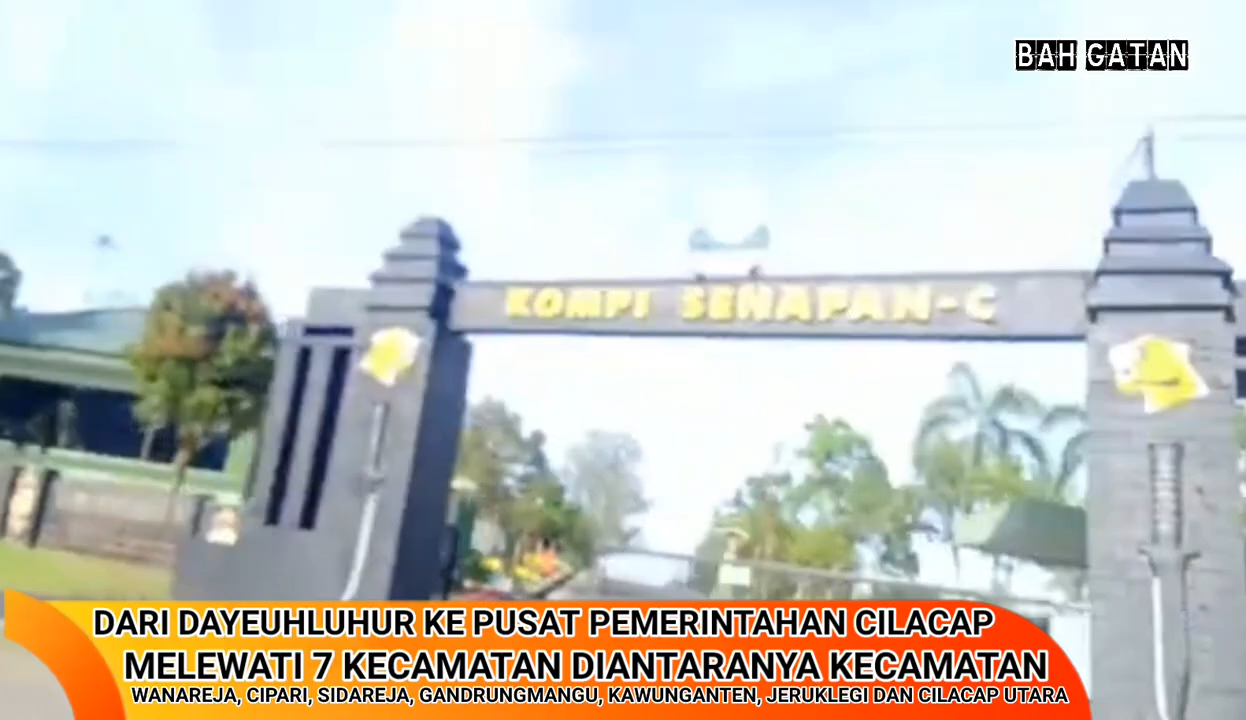 BAH GATAN
KOMPI SENAPAN-C
DARI DAYEUHLUHUR KE PUSAT PEMERINTAHAN CILACAP
MELEWATI 7 KECAMATAN DIANTARANYA KECAMATAN
WANAREJA, CIPARI, SIDAREJA, GANDRUNGMANGU, KAWUNGANTEN, JERUKLEGI DAN CILACAP UTARA